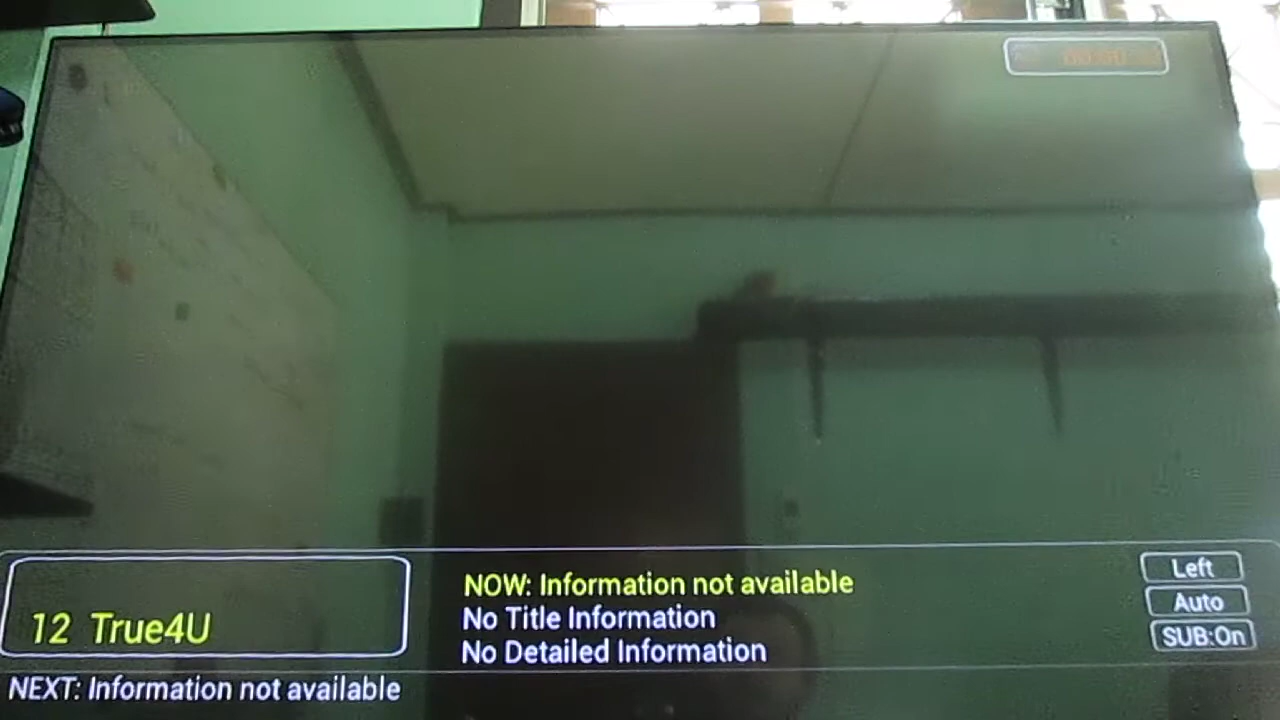 12 True4U
NOW: Information not available
No Title Information
No Detailed Information
Left
Auto
SUB:On
NEXT: Information not available